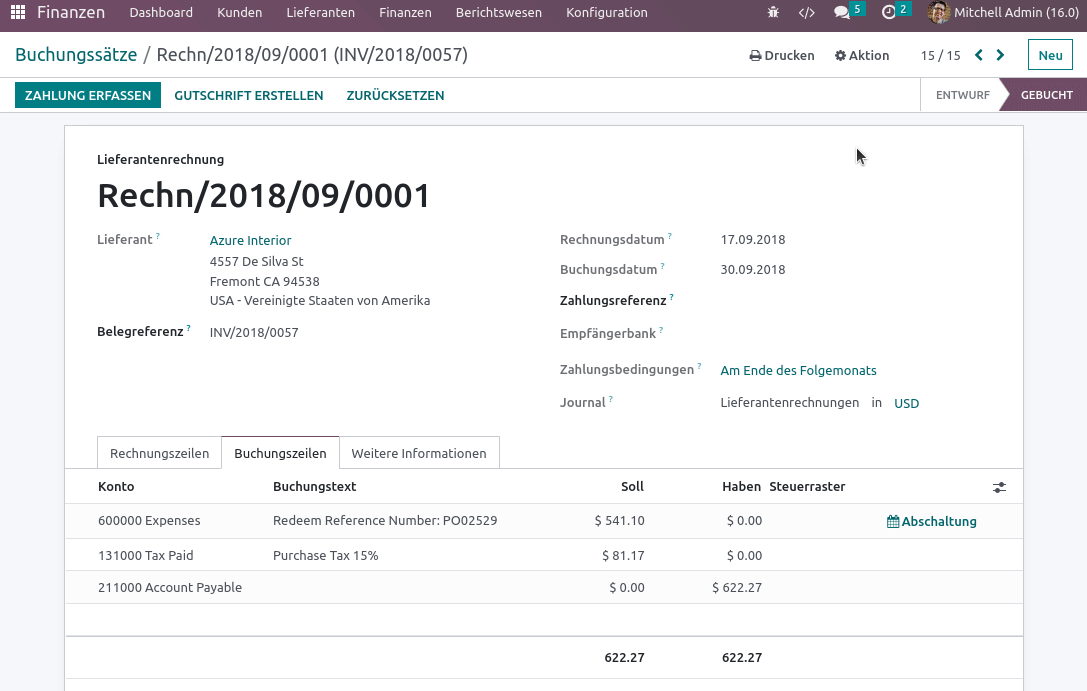 Finanzen Dashboard Kunden Lieferanten Finanzen Berichtswesen Konfiguration </> 5 2 Mitchell Admin (16.0)
Buchungssätze / Rechn/2018/09/0001 (INV/2018/0057) Drucken Aktion 15 / 15 Neu
ZAHLUNG ERFASSEN GUTSCHRIFT ERSTELLEN ZURÜCKSETZEN ENTWURF GEBUCHT
Lieferantenrechnung
Rechn/2018/09/0001
Lieferant ? Azure Interior
4557 De Silva St
Fremont CA 94538
USA - Vereinigte Staaten von Amerika
Belegreferenz ? INV/2018/0057
Rechnungsdatum ? 17.09.2018
Buchungsdatum ? 30.09.2018
Zahlungsreferenz ?
Empfängerbank ?
Zahlungsbedingungen ? Am Ende des Folgemonats
Journal ? Lieferantenrechnungen in USD
Rechnungszeilen Buchungszeilen Weitere Informationen
Konto Buchungstext Soll Haben Steuerraster
600000 Expenses Redeem Reference Number: PO02529 $ 541.10 $ 0.00 Abschaltung
131000 Tax Paid Purchase Tax 15% $ 81.17 $ 0.00
211000 Account Payable $ 0.00 $ 622.27
622.27 622.27